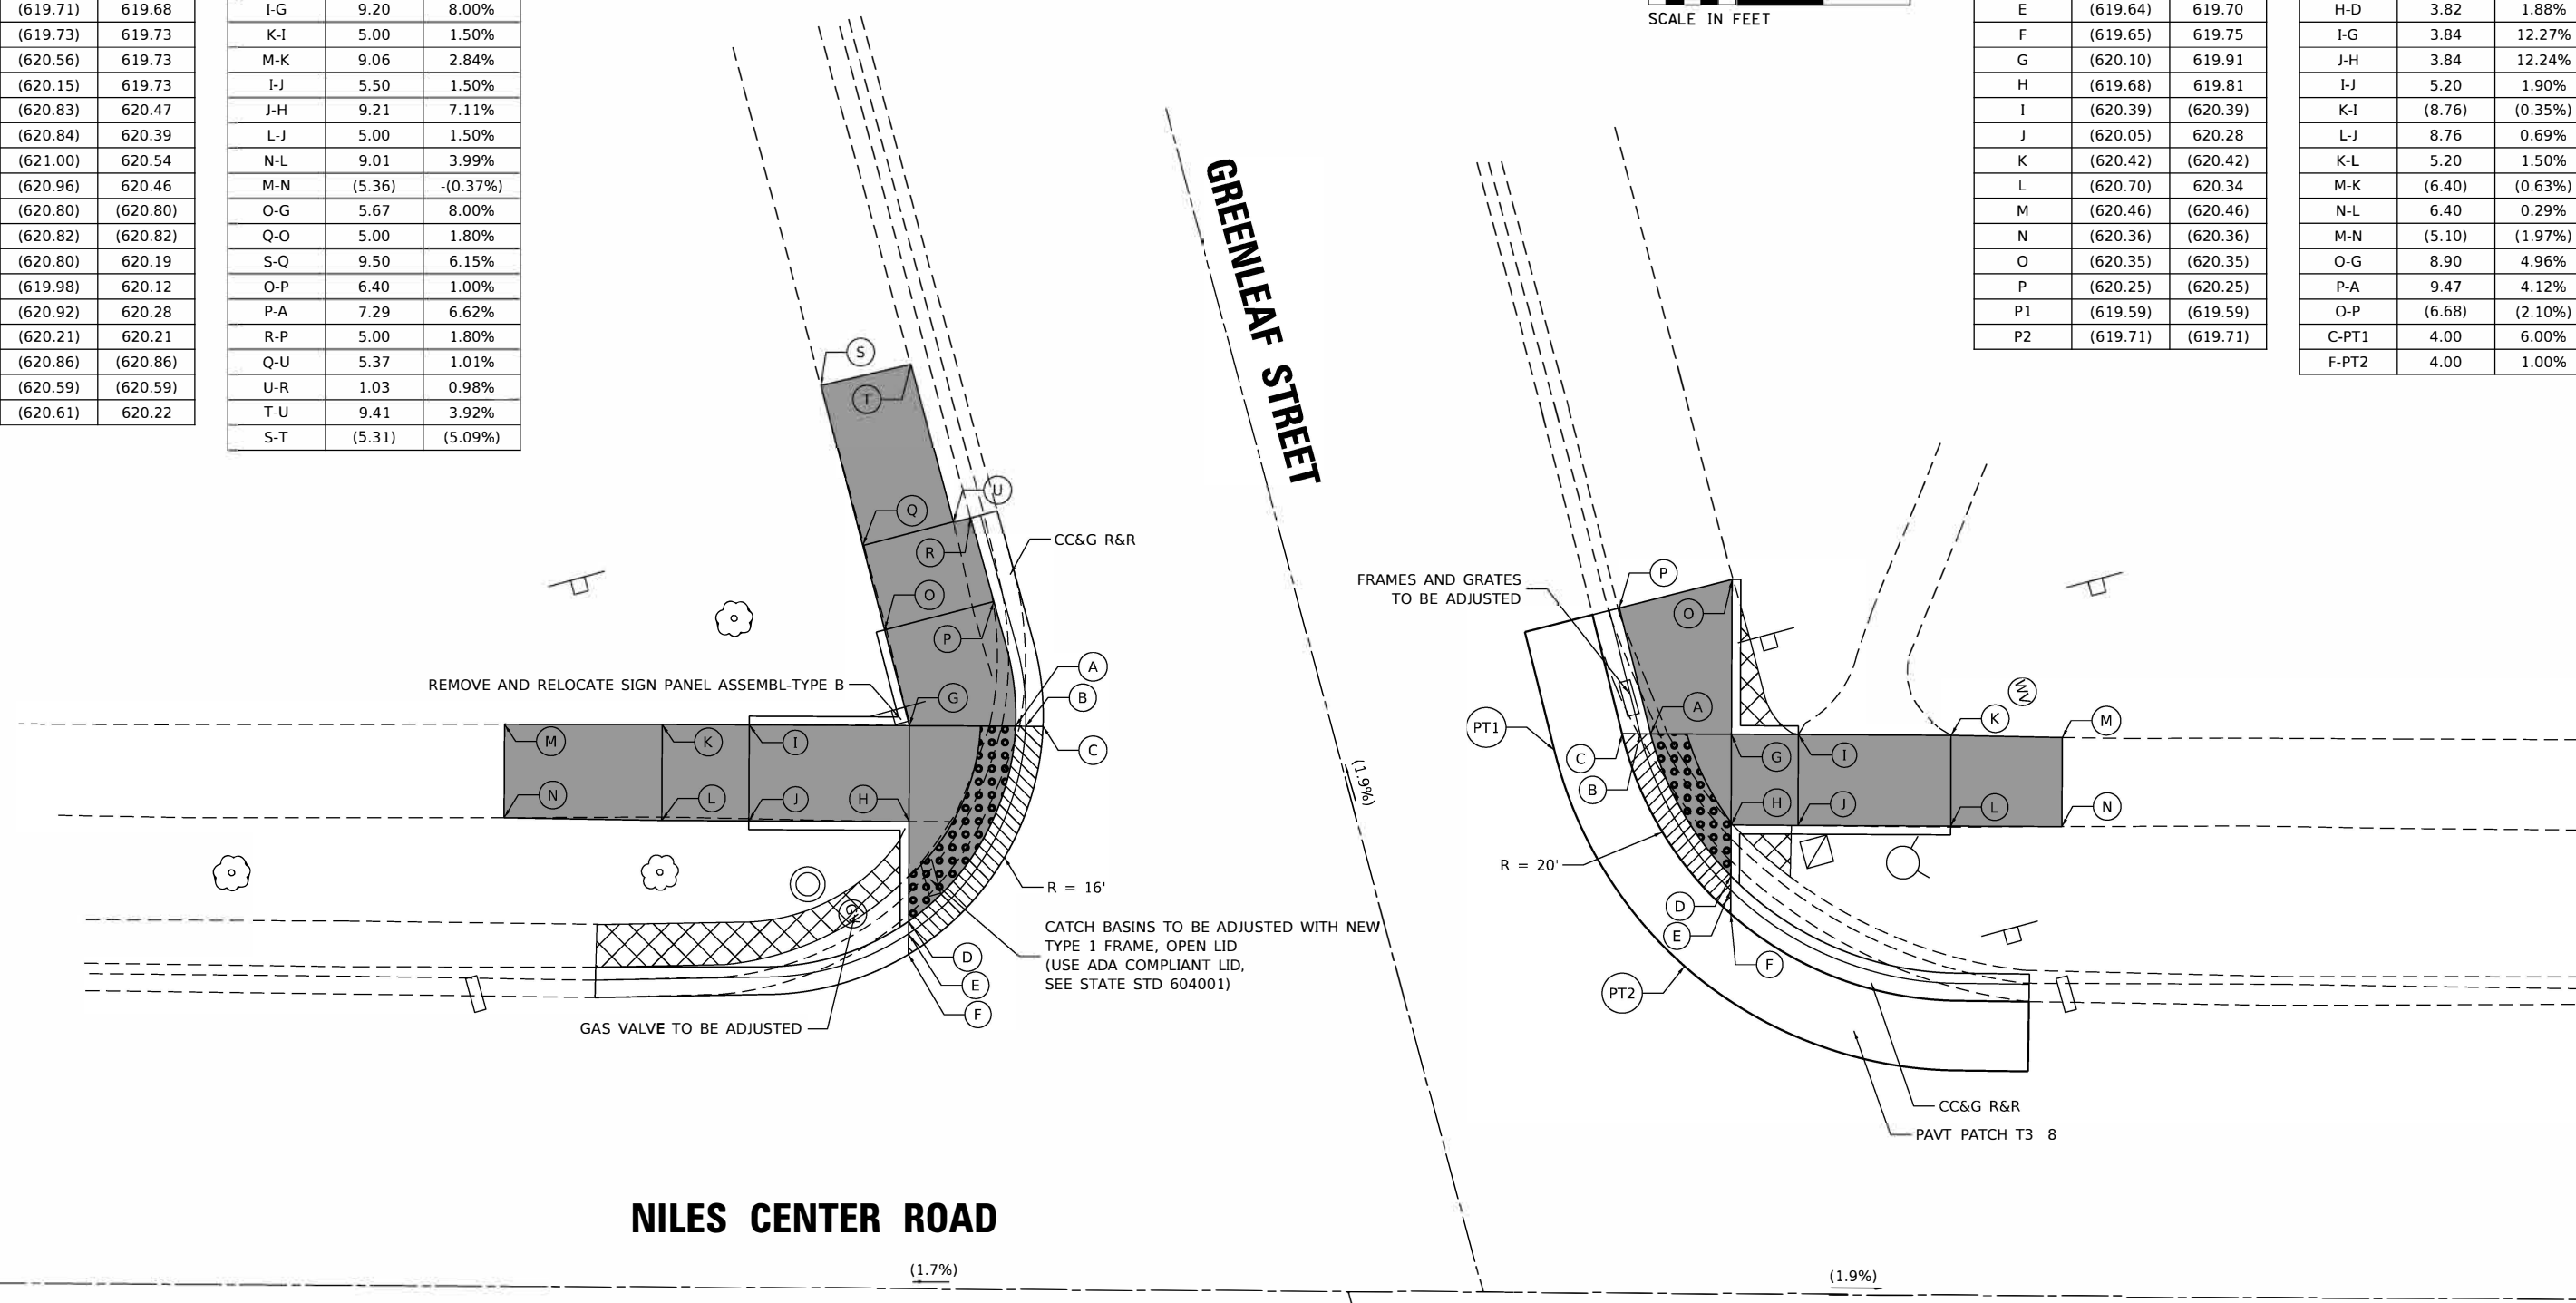 (619.71) 619.68
(619.73) 619.73
(620.56) 619.73
(620.15) 619.73
(620.83) 620.47
(620.84) 620.39
(621.00) 620.54
(620.96) 620.46
(620.80) (620.80)
(620.82) (620.82)
(620.80) 620.19
(619.98) 620.12
(620.92) 620.28
(620.21) 620.21
(620.86) (620.86)
(620.59) (620.59)
(620.61) 620.22
I-G 9.20 8.00%
K-I 5.00 1.50%
M-K 9.06 2.84%
I-J 5.50 1.50%
J-H 9.21 7.11%
L-J 5.00 1.50%
N-L 9.01 3.99%
M-N (5.36) -(0.37%)
O-G 5.67 8.00%
Q-O 5.00 1.80%
S-Q 9.50 6.15%
O-P 6.40 1.00%
P-A 7.29 6.62%
R-P 5.00 1.80%
Q-U 5.37 1.01%
U-R 1.03 0.98%
T-U 9.41 3.92%
S-T (5.31) (5.09%)
SCALE IN FEET
E (619.64) 619.70
F (619.65) 619.75
G (620.10) 619.91
H (619.68) 619.81
I (620.39) (620.39)
J (620.05) 620.28
K (620.42) (620.42)
L (620.70) 620.34
M (620.46) (620.46)
N (620.36) (620.36)
O (620.35) (620.35)
P (620.25) (620.25)
P1 (619.59) (619.59)
P2 (619.71) (619.71)
H-D 3.82 1.88%
I-G 3.84 12.27%
J-H 3.84 12.24%
I-J 5.20 1.90%
K-I (8.76) (0.35%)
L-J 8.76 0.69%
K-L 5.20 1.50%
M-K (6.40) (0.63%)
N-L 6.40 0.29%
M-N (5.10) (1.97%)
O-G 8.90 4.96%
P-A 9.47 4.12%
O-P (6.68) (2.10%)
C-PT1 4.00 6.00%
F-PT2 4.00 1.00%
GREENLEAF STREET
S
T
U
Q
R
CC&G R&R
O
P
A
REMOVE AND RELOCATE SIGN PANEL ASSEMBL-TYPE B
G
B
M
K
I
C
N
L
J
H
R = 16'
CATCH BASINS TO BE ADJUSTED WITH NEW
TYPE 1 FRAME, OPEN LID
(USE ADA COMPLIANT LID,
SEE STATE STD 604001)
D
E
F
G
GAS VALVE TO BE ADJUSTED
(1.9%)
FRAMES AND GRATES
TO BE ADJUSTED
P
O
A
PT1
C
B
G
I
K
M
H
J
L
N
R = 20'
D
E
F
PT2
CC&G R&R
PAVT PATCH T3 8
NILES CENTER ROAD
(1.7%)
(1.9%)